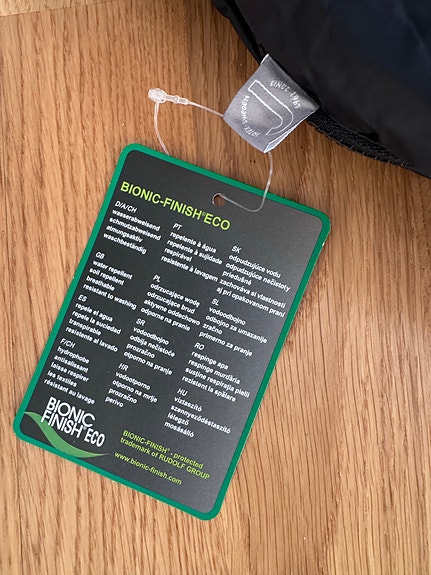 SINCE 1963
BIONIC-FINISH®ECO
D/A/CH
wasserabweisend
schmutzabweisend
atmungsaktiv
waschbeständig
GB
water repellent
soil repellent
breathable
resistant to washing
ES
repele el agua
repele la suciedad
transpirable
resistente al lavado
F/CH
hydrophobe
antisalissant
laisse respirer
les textiles
résistant au lavage
PT
repelente à água
repelente à sujidade
respirável
resistente à lavagem
PL
odrzucające wodę
odrzucające brud
aktywne oddechowo
odporne na pranie
SR
vodoodbojno
odbija nečistoće
prozračno
otporno na pranje
HR
vodootporno
otporno na mrlje
prozračno
perivo
SK
odpudzujúce vodu
odpudzujúce nečistoty
priedušné
zachováva si vlastnosti
aj pri opakovanom praní
SL
vodoodbojno
odbojno za umazanije
zračno
primerno za pranje
RO
respinge apa
respinge murdăria
susține respirația pielii
rezistent la spălare
HU
víztaszító
szennyeződéstaszító
lélegző
mosásálló
BIONIC
FINISH®ECO
BIONIC-FINISH® - protected
trademark of RUDOLF GROUP
www.bionic-finish.com